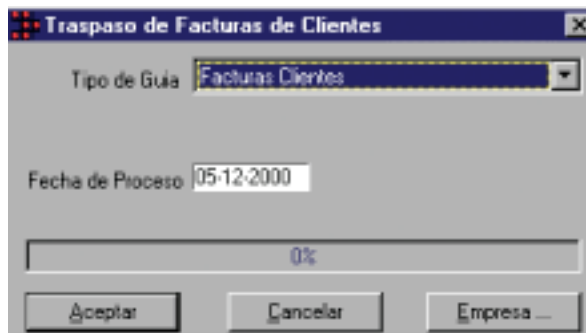 Traspaso de Facturas de Clientes
Tipo de Guia Facturas Clientes
Fecha de Proceso 05-12-2000
0%
Aceptar Cancelar Empresa ...